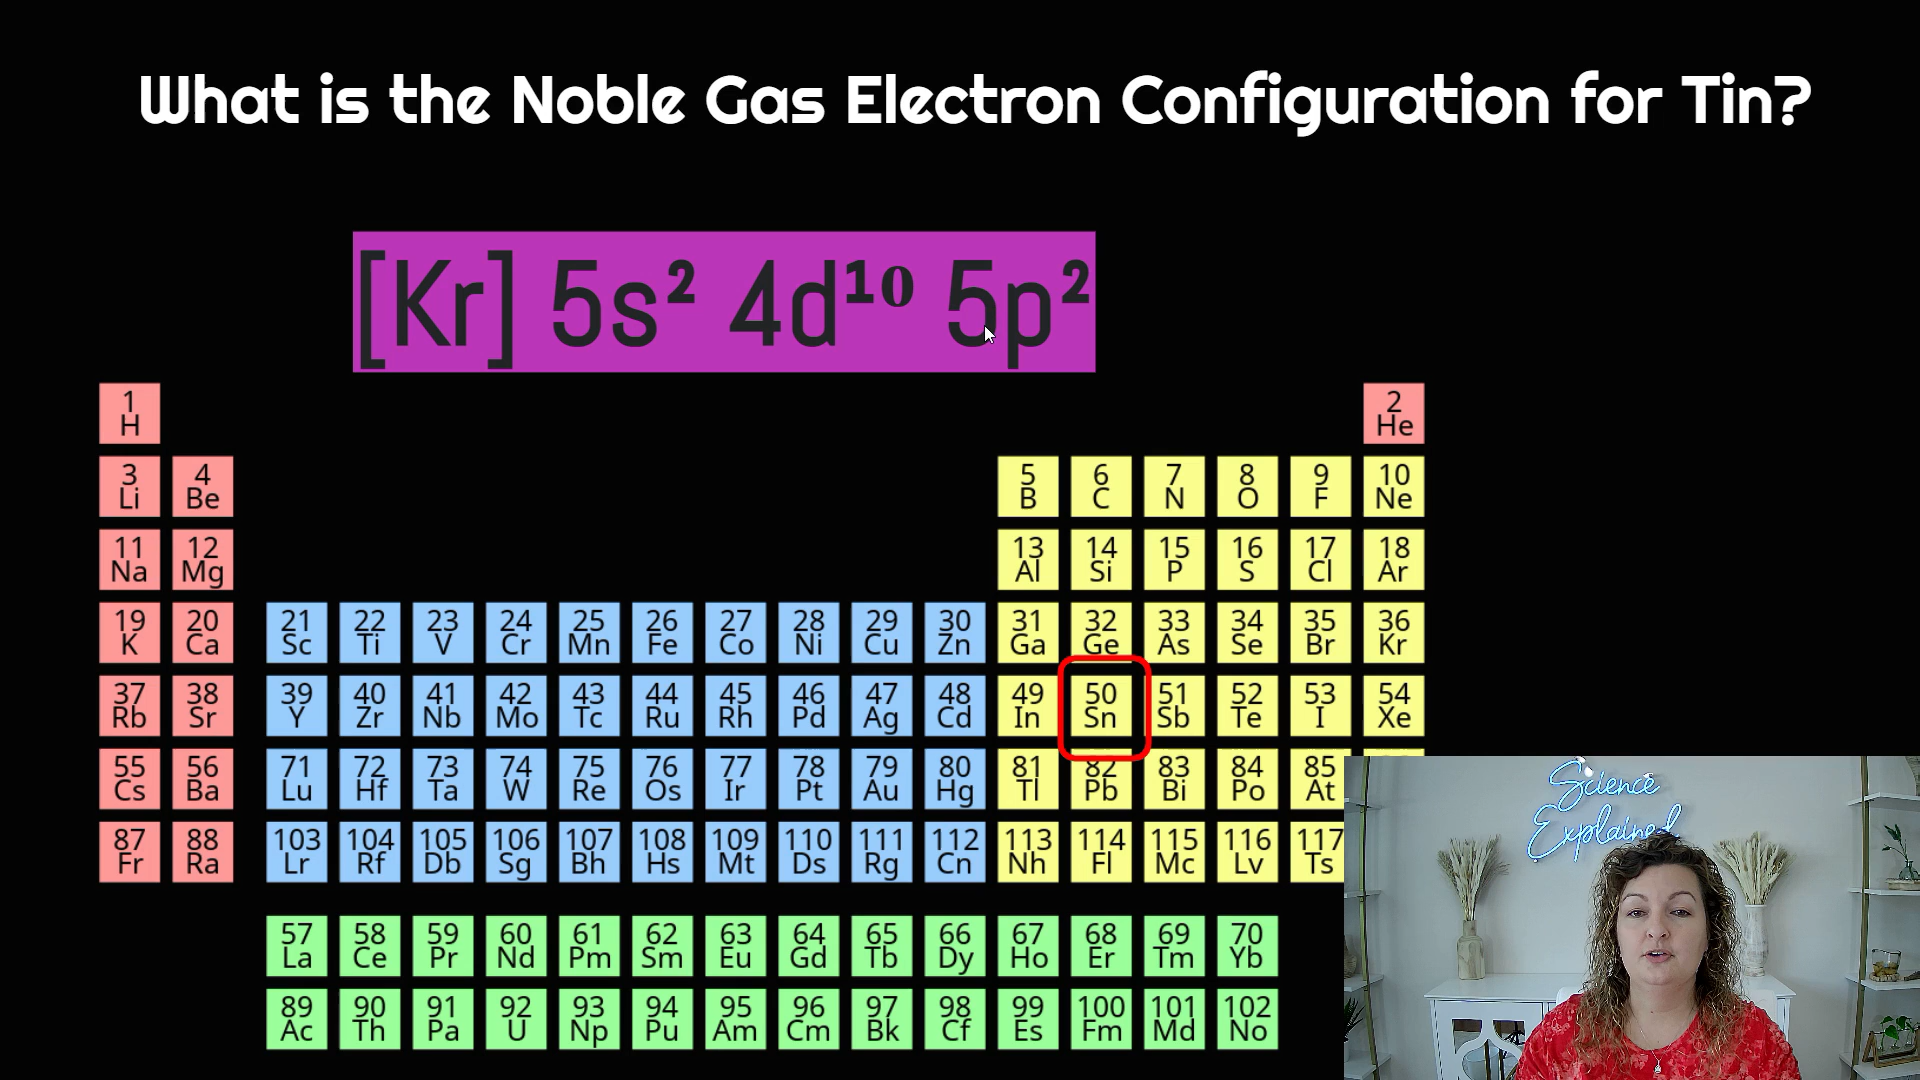 What is the Noble Gas Electron Configuration for Tin?
[Kr] 5s² 4d¹⁰ 5p²
1 2
H He
3 4 5 6 7 8 9 10
Li Be B C N O F Ne
11 12 13 14 15 16 17 18
Na Mg Al Si P S Cl Ar
19 20 21 22 23 24 25 26 27 28 29 30 31 32 33 34 35 36
K Ca Sc Ti V Cr Mn Fe Co Ni Cu Zn Ga Ge As Se Br Kr
37 38 39 40 41 42 43 44 45 46 47 48 49 50 51 52 53 54
Rb Sr Y Zr Nb Mo Tc Ru Rh Pd Ag Cd In Sn Sb Te I Xe
55 56 71 72 73 74 75 76 77 78 79 80 81 82 83 84 85
Cs Ba Lu Hf Ta W Re Os Ir Pt Au Hg Tl Pb Bi Po At
87 88 103 104 105 106 107 108 109 110 111 112 113 114 115 116 117
Fr Ra Lr Rf Db Sg Bh Hs Mt Ds Rg Cn Nh Fl Mc Lv Ts
57 58 59 60 61 62 63 64 65 66 67 68 69 70
La Ce Pr Nd Pm Sm Eu Gd Tb Dy Ho Er Tm Yb
89 90 91 92 93 94 95 96 97 98 99 100 101 102
Ac Th Pa U Np Pu Am Cm Bk Cf Es Fm Md No
Science
Explained